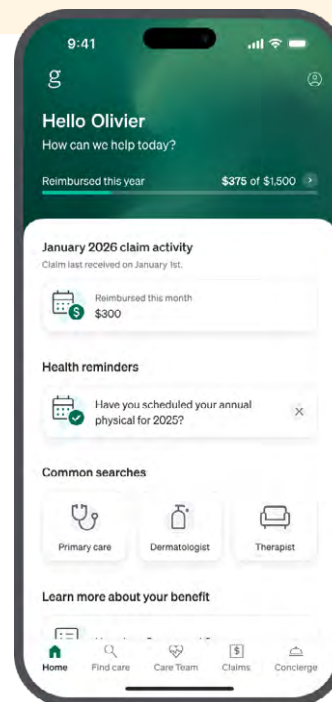 9:41
g
Hello Olivier
How can we help today?
Reimbursed this year $375 of $1,500
January 2026 claim activity
Claim last received on January 1st.
Reimbursed this month
$300
Health reminders
Have you scheduled your annual
physical for 2025?
Common searches
Primary care Dermatologist Therapist
Learn more about your benefit
Home Find care Care Team Claims Concierge